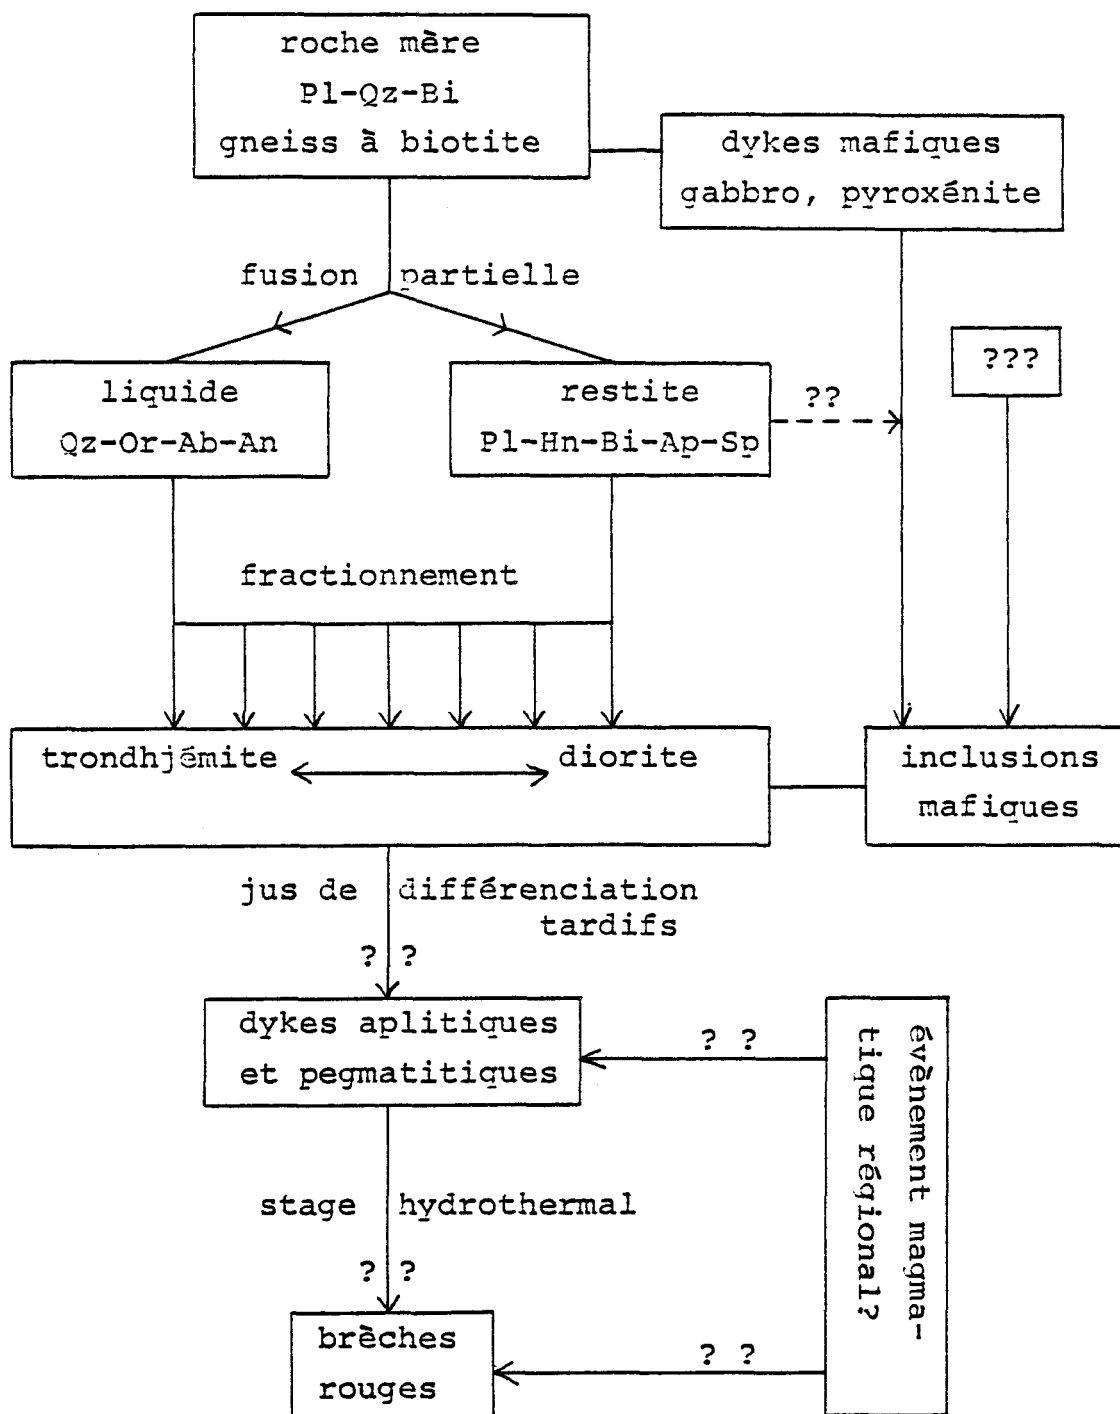 roche mère
Pl-Qz-Bi
gneiss à biotite
dykes mafiques
gabbro, pyroxénite
fusion partielle
???
liquide
Qz-Or-Ab-An
restite
Pl-Hn-Bi-Ap-Sp
??
fractionnement
trondhjémite
diorite
inclusions
mafiques
jus de différenciation
tardifs
? ?
dykes aplitiques
et pegmatitiques
? ?
évènement magma-
tique régional?
stage hydrothermal
? ?
brèches
rouges
? ?